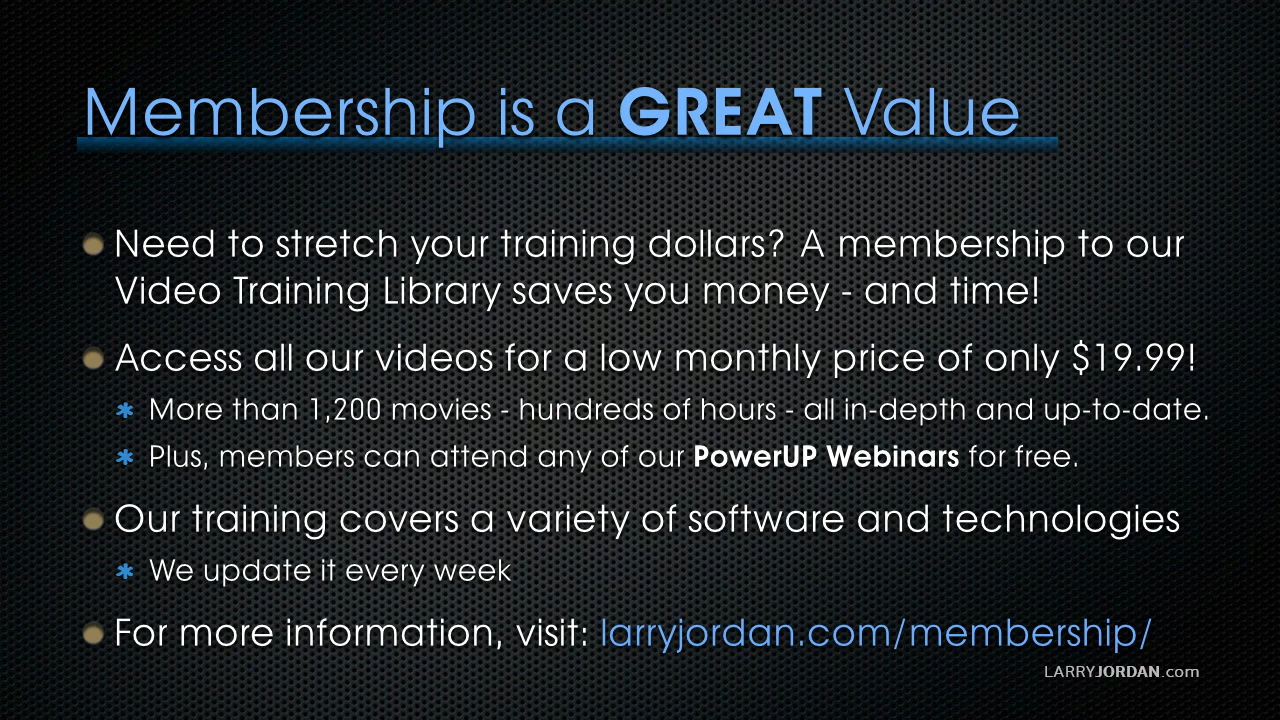 Membership is a GREAT Value
Need to stretch your training dollars? A membership to our
Video Training Library saves you money - and time!
Access all our videos for a low monthly price of only $19.99!
More than 1,200 movies - hundreds of hours - all in-depth and up-to-date.
Plus, members can attend any of our PowerUP Webinars for free.
Our training covers a variety of software and technologies
We update it every week
For more information, visit: larryjordan.com/membership/
LARRYJORDAN.com